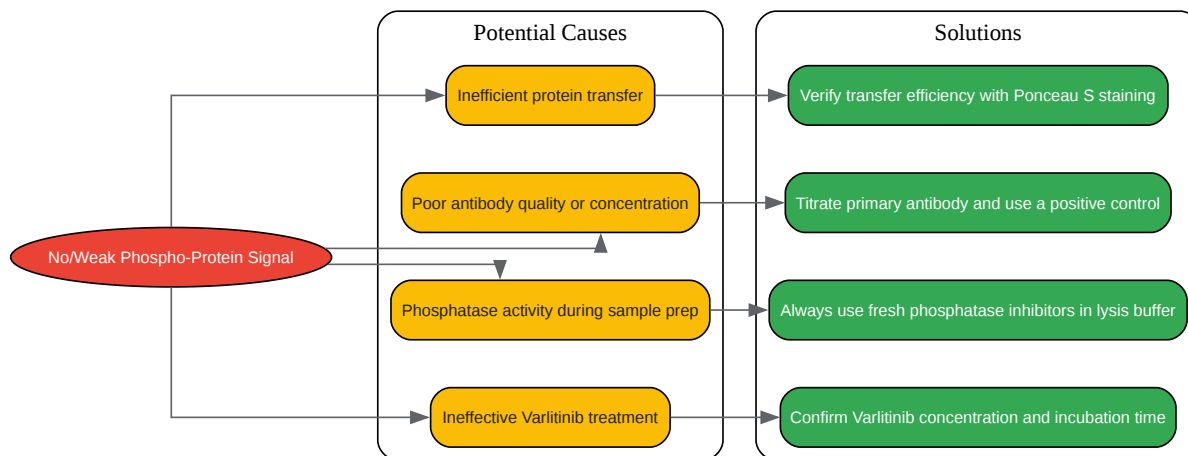 Potential Causes
Solutions
Inefficient protein transfer
Verify transfer efficiency with Ponceau S staining
Poor antibody quality or concentration
Titrate primary antibody and use a positive control
No/Weak Phospho-Protein Signal
Phosphatase activity during sample prep
Always use fresh phosphatase inhibitors in lysis buffer
Ineffective Varlitinib treatment
Confirm Varlitinib concentration and incubation time